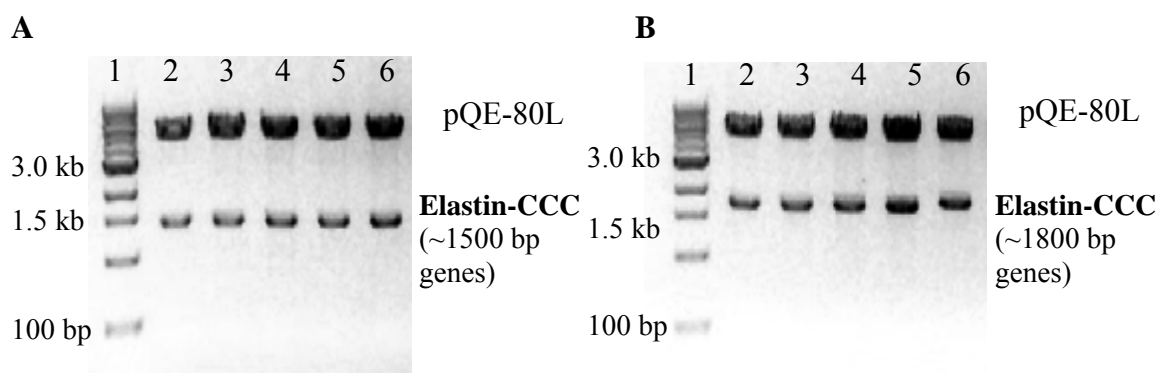 A
1 2 3 4 5 6
pQE-80L
3.0 kb
1.5 kb
Elastin-CCC
(~1500 bp
genes)
100 bp
B
1 2 3 4 5 6
pQE-80L
3.0 kb
1.5 kb
Elastin-CCC
(~1800 bp
genes)
100 bp